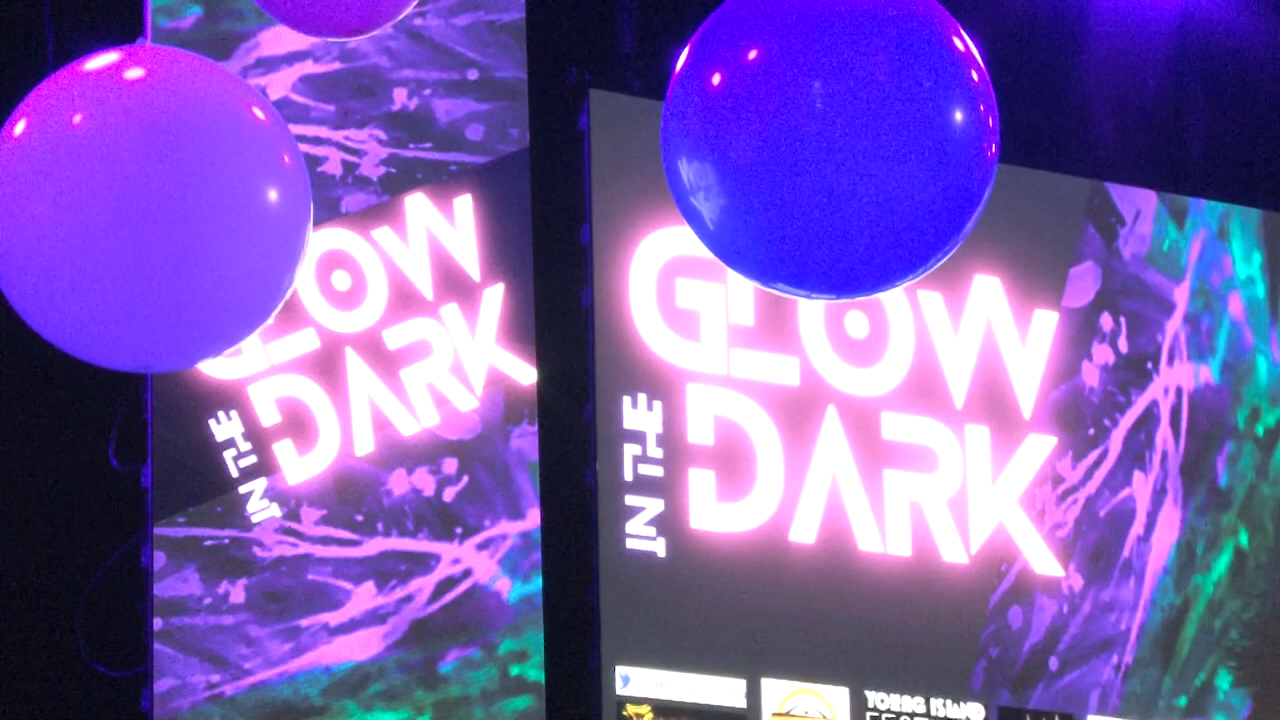 GLOW
IN THE
DARK
GLOW
IN THE
DARK
YOUNG ISLAND